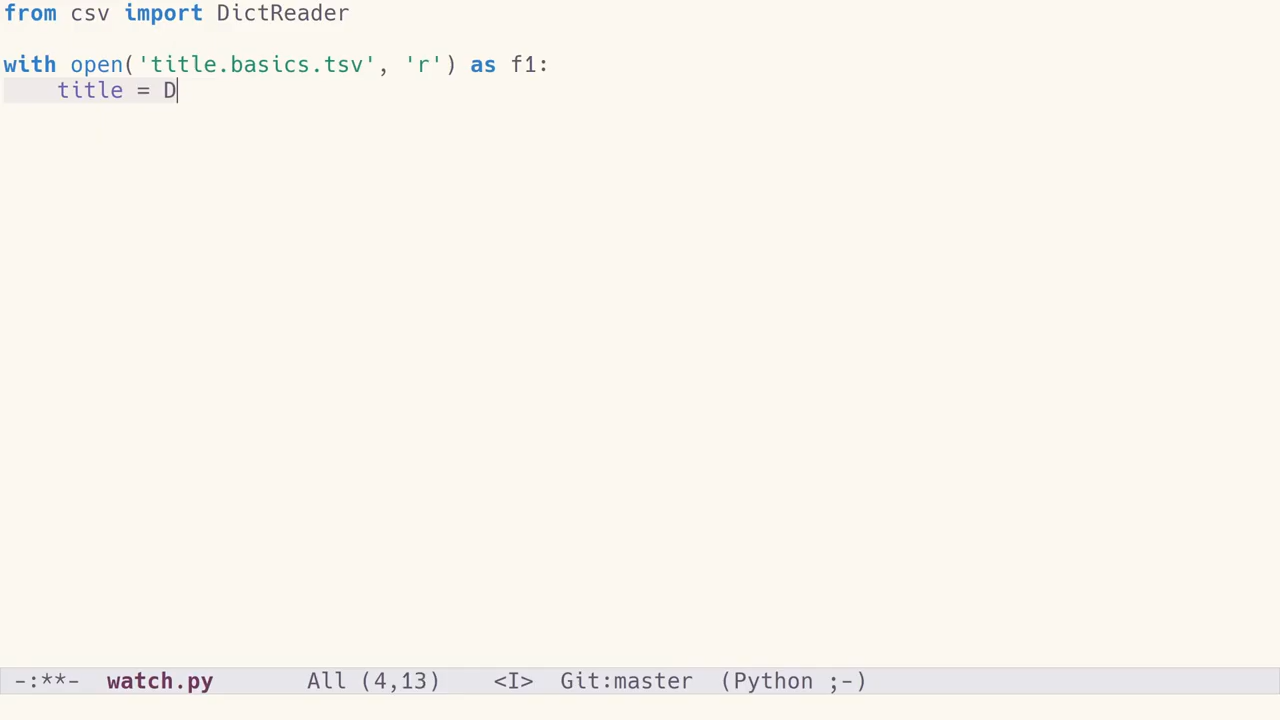 from csv import DictReader
with open('title.basics.tsv', 'r') as f1:
    title = D
-:**-  watch.py       All (4,13)    <I>  Git:master  (Python ;-)